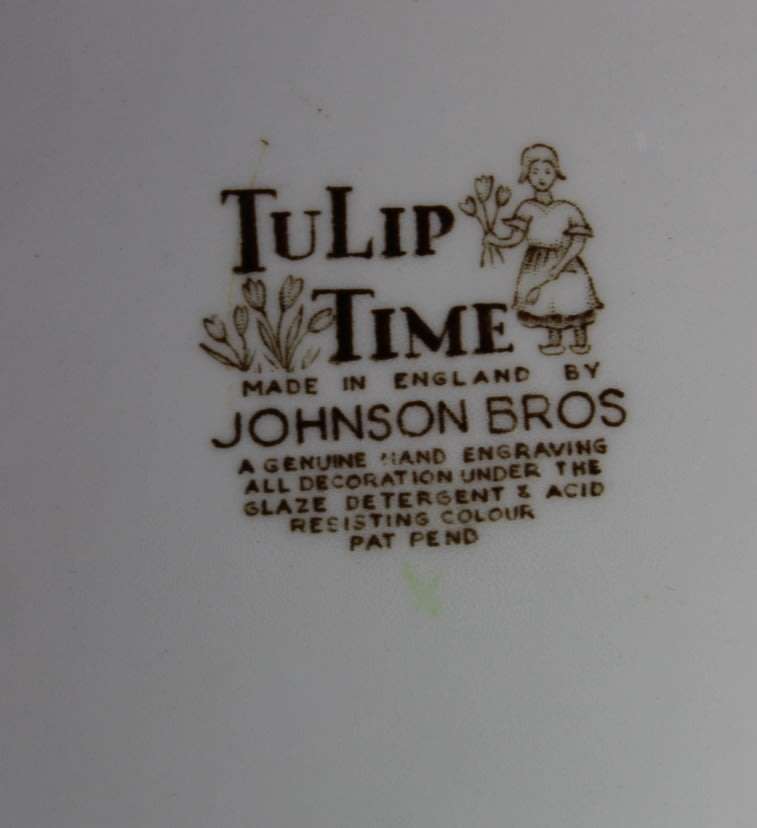 TuLip
Time
MADE IN ENGLAND BY
JOHNSON BROS
A GENUINE HAND ENGRAVING
ALL DECORATION UNDER THE
GLAZE DETERGENT & ACID
RESISTING COLOUR
PAT PEND